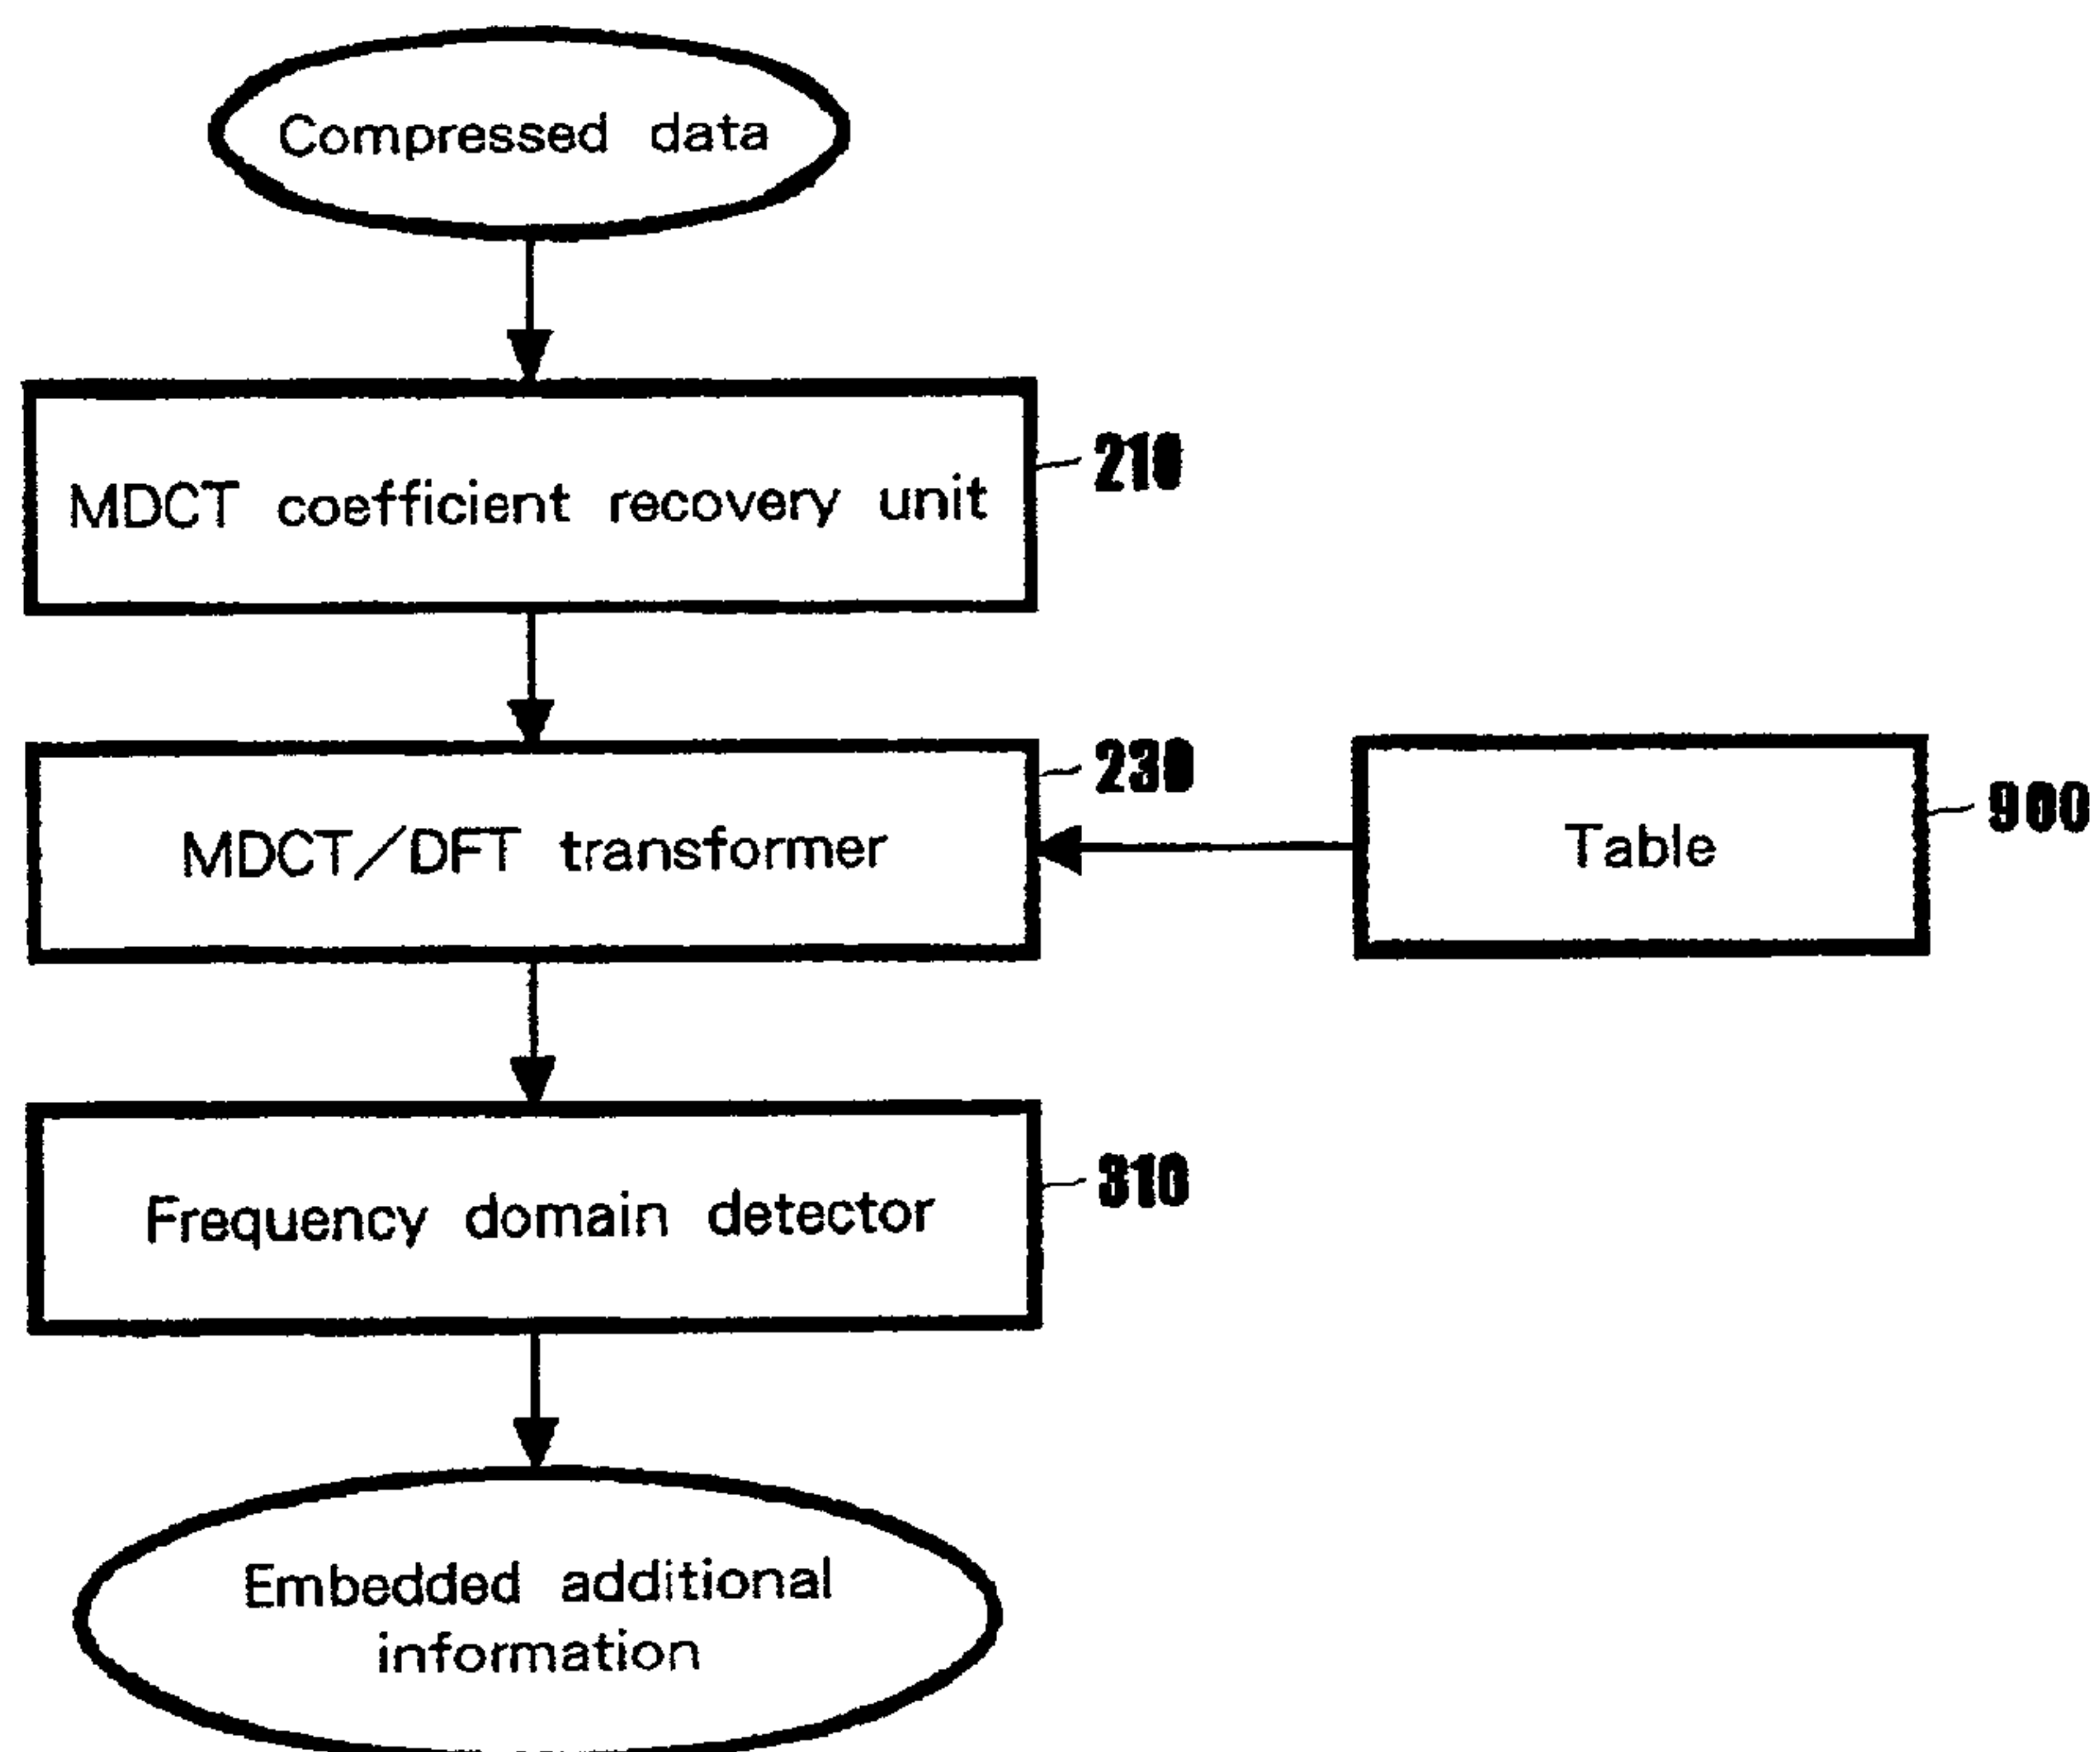 Compressed data
MDCT coefficient recovery unit
210
MDCT/DFT transformer
230
Table
900
Frequency domain detector
310
Embedded additional
information